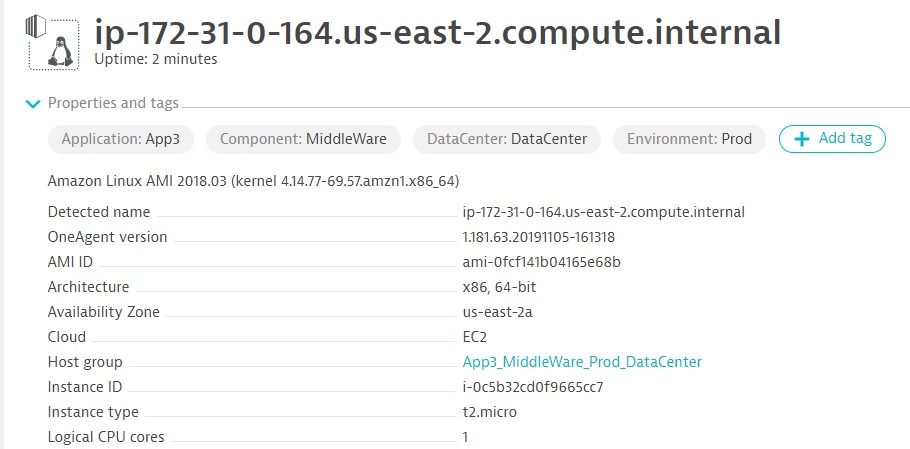 ip-172-31-0-164.us-east-2.compute.internal
Uptime: 2 minutes
Properties and tags
Application: App3 Component: MiddleWare DataCenter: DataCenter Environment: Prod + Add tag
Amazon Linux AMI 2018.03 (kernel 4.14.77-69.57.amzn1.x86_64)
Detected name ip-172-31-0-164.us-east-2.compute.internal
OneAgent version 1.181.63.20191105-161318
AMI ID ami-0fcf141b04165e68b
Architecture x86, 64-bit
Availability Zone us-east-2a
Cloud EC2
Host group App3_MiddleWare_Prod_DataCenter
Instance ID i-0c5b32cd0f9665cc7
Instance type t2.micro
Logical CPU cores 1